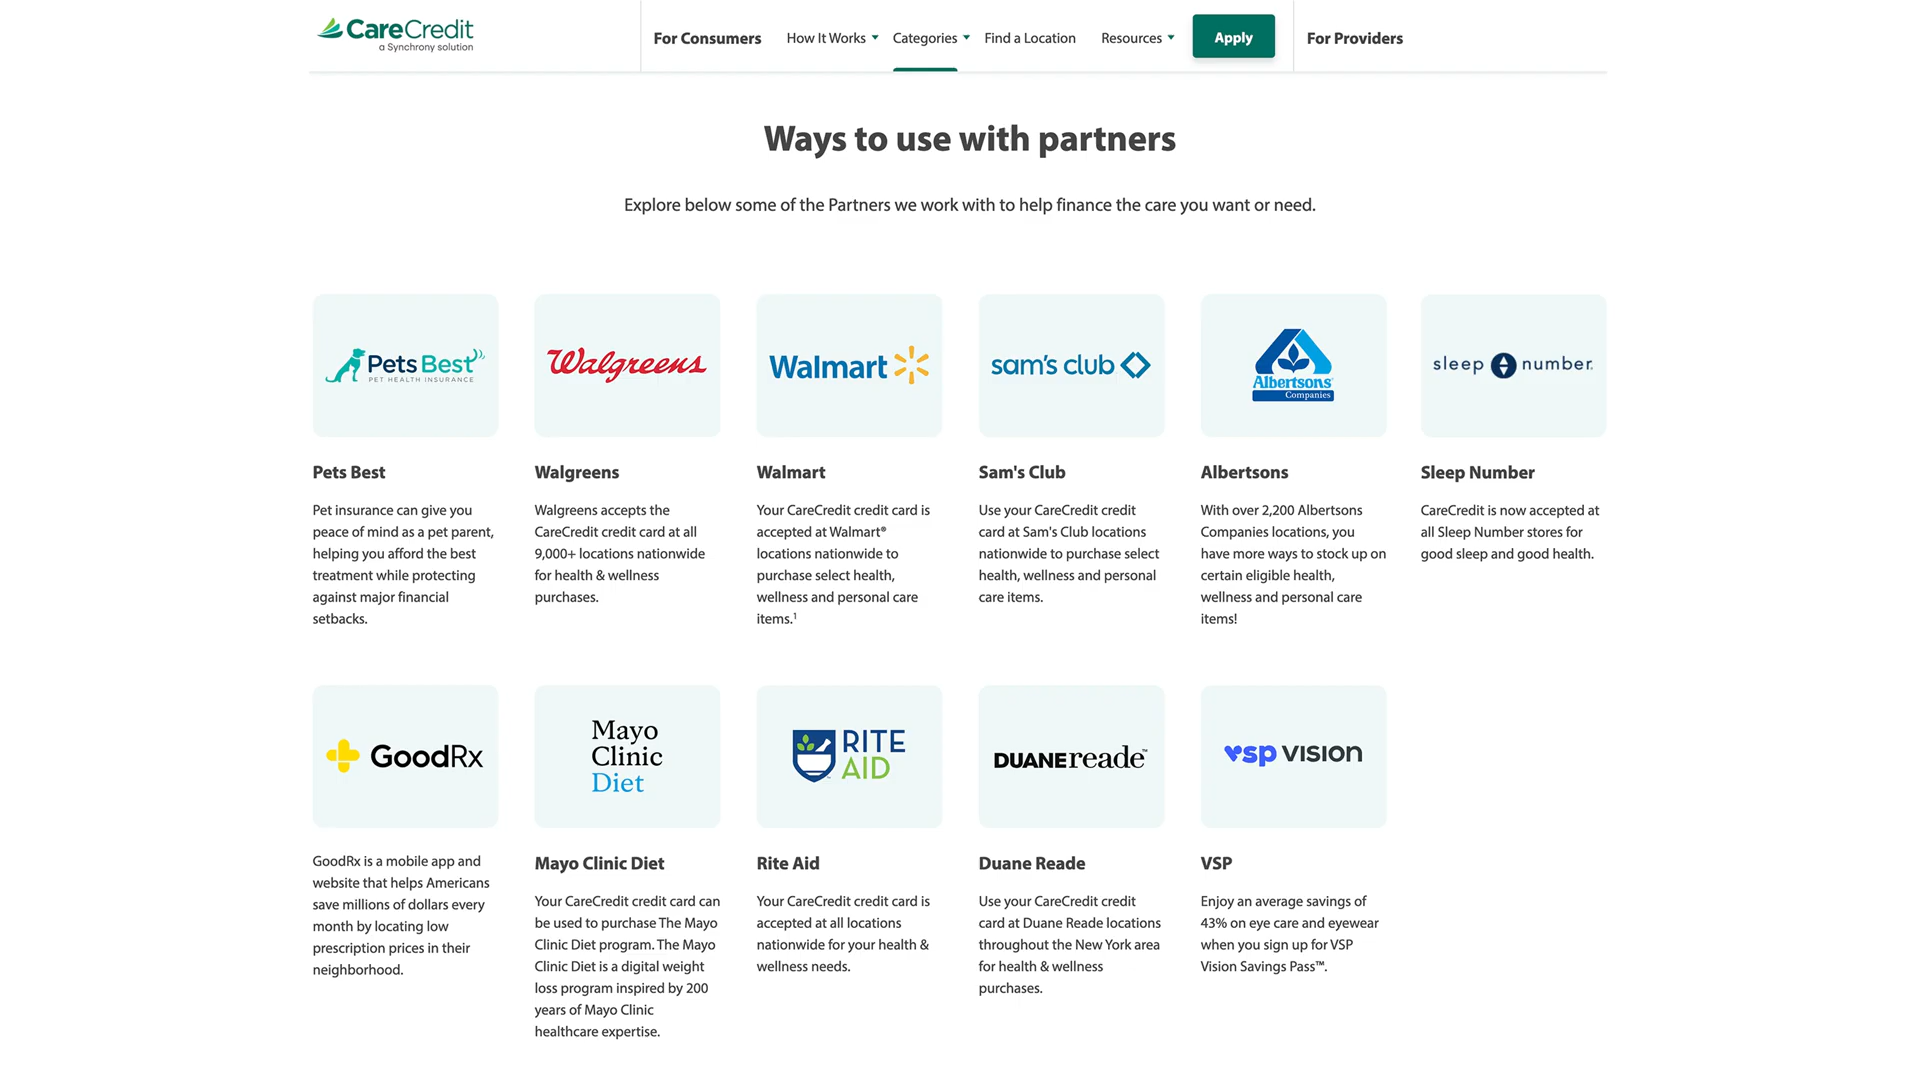 CareCredit
a Synchrony solution
For Consumers
How It Works
Categories
Find a Location
Resources
Apply
For Providers
Ways to use with partners
Explore below some of the Partners we work with to help finance the care you want or need.
Pets Best
PET HEALTH INSURANCE
Walgreens
Walmart
sam's club
Albertsons
Companies
sleep number
Pets Best
Pet insurance can give you
peace of mind as a pet parent,
helping you afford the best
treatment while protecting
against major financial
setbacks.
Walgreens
Walgreens accepts the
CareCredit credit card at all
9,000+ locations nationwide
for health & wellness
purchases.
Walmart
Your CareCredit credit card is
accepted at Walmart®
locations nationwide to
purchase select health,
wellness and personal care
items.¹
Sam's Club
Use your CareCredit credit
card at Sam's Club locations
nationwide to purchase select
health, wellness and personal
care items.
Albertsons
With over 2,200 Albertsons
Companies locations, you
have more ways to stock up on
certain eligible health,
wellness and personal care
items!
Sleep Number
CareCredit is now accepted at
all Sleep Number stores for
good sleep and good health.
GoodRx
Mayo
Clinic
Diet
RITE
AID
DUANEreade™
vsp VISION
GoodRx is a mobile app and
website that helps Americans
save millions of dollars every
month by locating low
prescription prices in their
neighborhood.
Mayo Clinic Diet
Your CareCredit credit card can
be used to purchase The Mayo
Clinic Diet program. The Mayo
Clinic Diet is a digital weight
loss program inspired by 200
years of Mayo Clinic
healthcare expertise.
Rite Aid
Your CareCredit credit card is
accepted at all locations
nationwide for your health &
wellness needs.
Duane Reade
Use your CareCredit credit
card at Duane Reade locations
throughout the New York area
for health & wellness
purchases.
VSP
Enjoy an average savings of
43% on eye care and eyewear
when you sign up for VSP
Vision Savings Pass™.